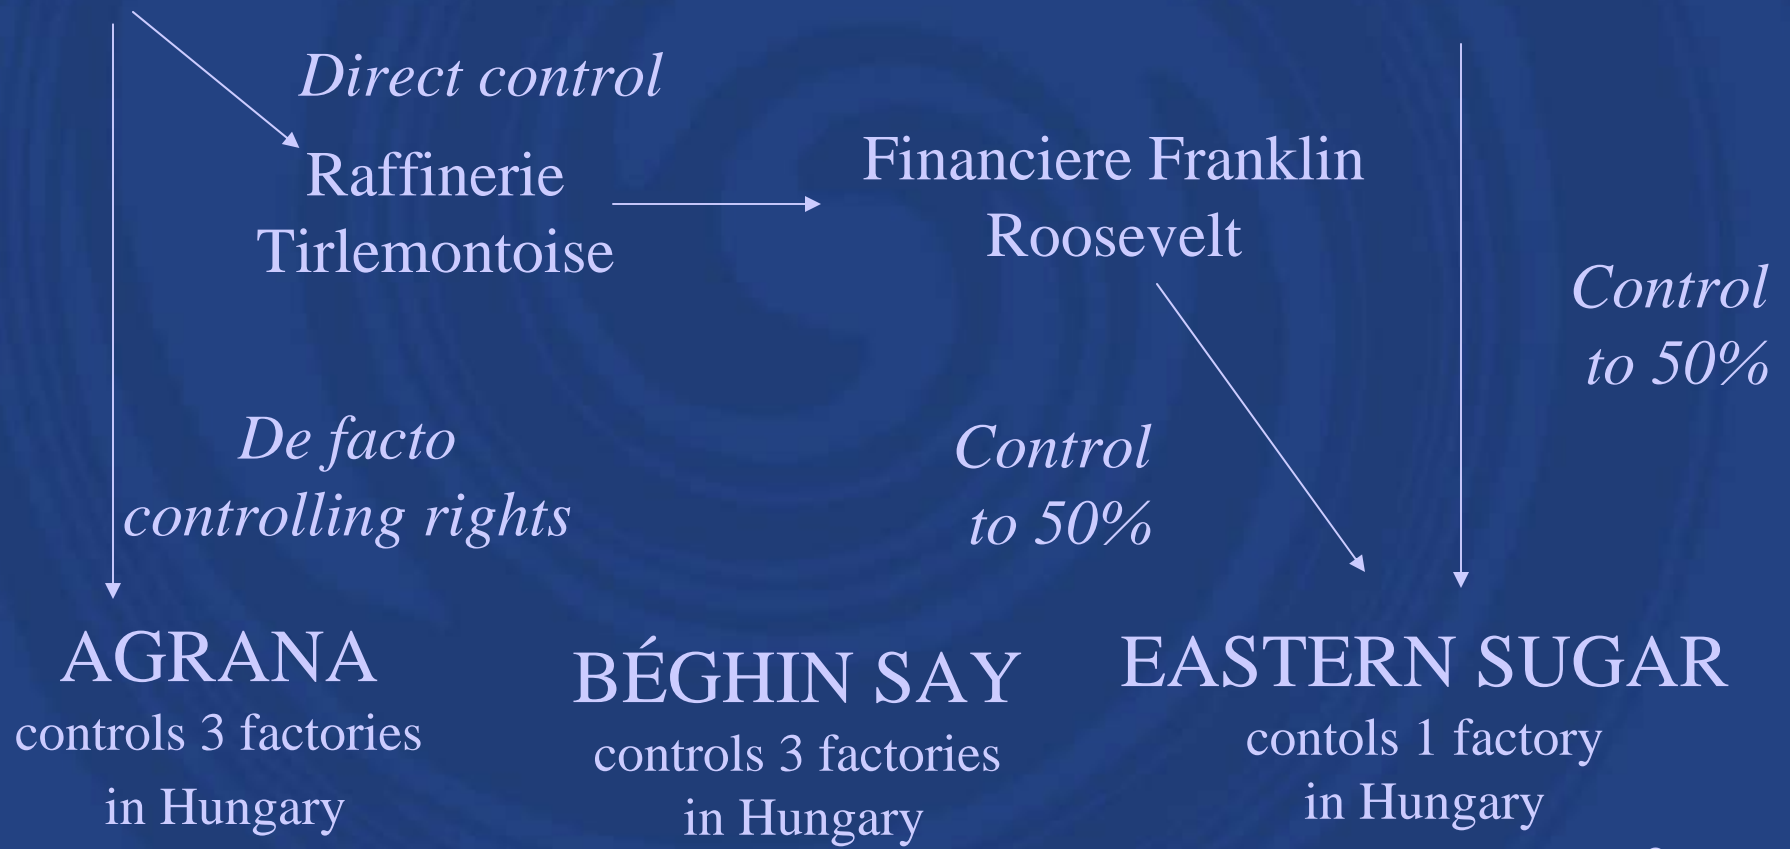 Direct control
Raffinerie
Tirlemontoise
Financiere Franklin
Roosevelt
Control
to 50%
De facto
controlling rights
Control
to 50%
AGRANA
controls 3 factories
in Hungary
BÉGHIN SAY
controls 3 factories
in Hungary
EASTERN SUGAR
contols 1 factory
in Hungary